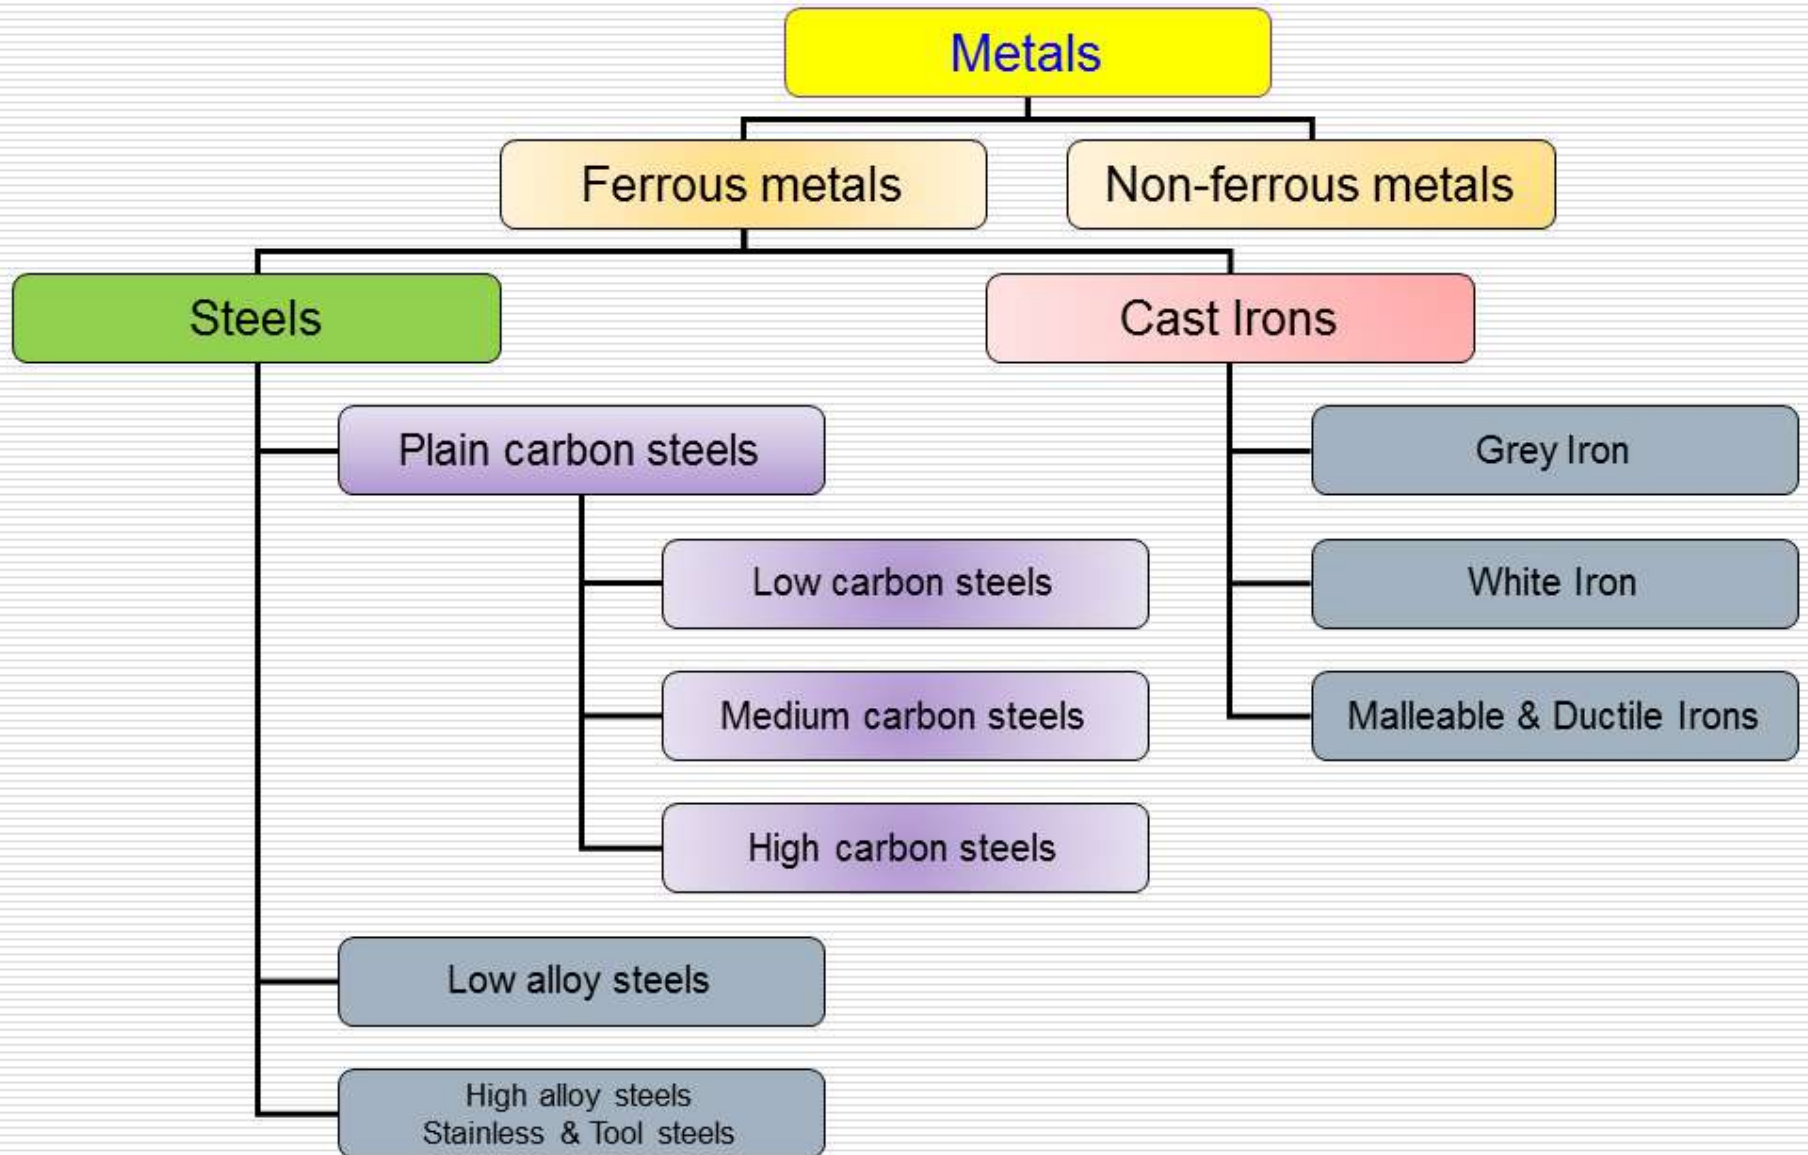 Metals
Ferrous metals
Non-ferrous metals
Steels
Cast Irons
Plain carbon steels
Grey Iron
Low carbon steels
White Iron
Medium carbon steels
Malleable & Ductile Irons
High carbon steels
Low alloy steels
High alloy steels
Stainless & Tool steels